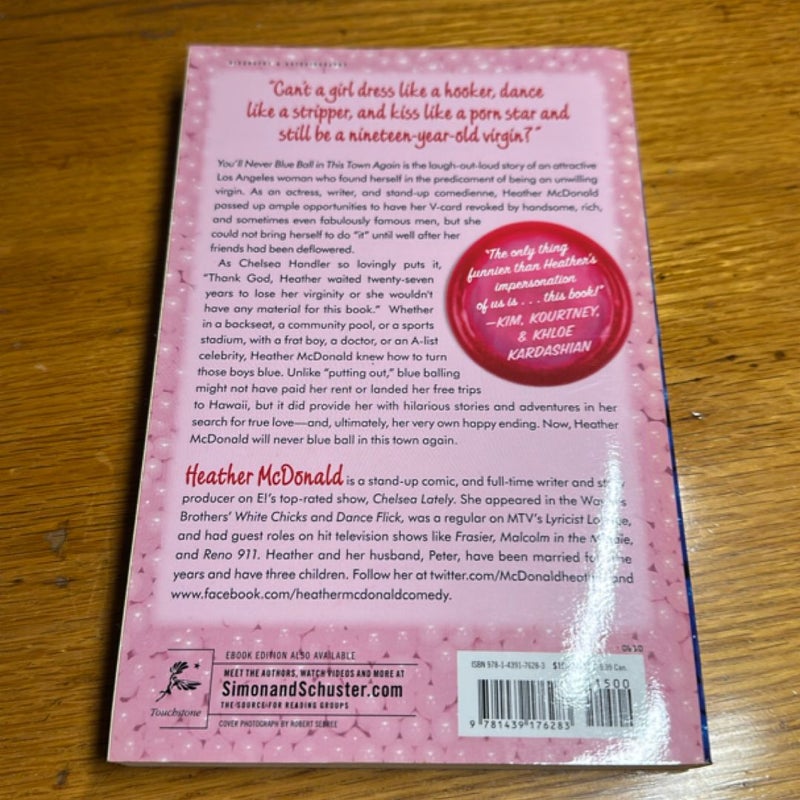 "Can't a girl dress like a hooker, dance
like a stripper, and kiss like a porn star and
still be a nineteen-year-old virgin?"
You'll Never Blue Ball in This Town Again is the laugh-out-loud story of an attractive
Los Angeles woman who found herself in the predicament of being an unwilling
virgin. As an actress, writer, and stand-up comedienne, Heather McDonald
passed up ample opportunities to have her V-card revoked by handsome, rich,
and sometimes even fabulously famous men, but she
could not bring herself to do "it" until well after her
friends had been deflowered.
As Chelsea Handler so lovingly puts it,
"Thank God, Heather waited twenty-seven
years to lose her virginity or she wouldn't
have any material for this book." Whether
in a backseat, a community pool, or a sports
stadium, with a frat boy, a doctor, or an A-list
celebrity, Heather McDonald knew how to turn
those boys blue. Unlike "putting out," blue balling
might not have paid her rent or landed her free trips
to Hawaii, but it did provide her with hilarious stories and adventures in her
search for true love—and, ultimately, her very own happy ending. Now, Heather
McDonald will never blue ball in this town again.
"The only thing
funnier than Heather's
impersonation
of us is . . . this book!"
—KIM, KOURTNEY,
& KHLOE
KARDASHIAN
Heather McDonald is a stand-up comic, and full-time writer and
producer on E!'s top-rated show, Chelsea Lately. She appeared in the
Brothers' White Chicks and Dance Flick, was a regular on MTV's Lyricist
and had guest roles on hit television shows like Frasier, Malcolm in the
and Reno 911. Heather and her husband, Peter, have been married
years and have three children. Follow her at and
www.facebook.com/heathermcdonaldcomedy.
EBOOK EDITION ALSO AVAILABLE
MEET THE AUTHORS, WATCH VIDEOS AND MORE AT
SimonandSchuster.com
THE SOURCE FOR READING GROUPS
Touchstone
COVER PHOTOGRAPH BY ROBERT SEBREE
0610
ISBN 978-1-4391-7628-3 Can.
51500
9 781439 176283